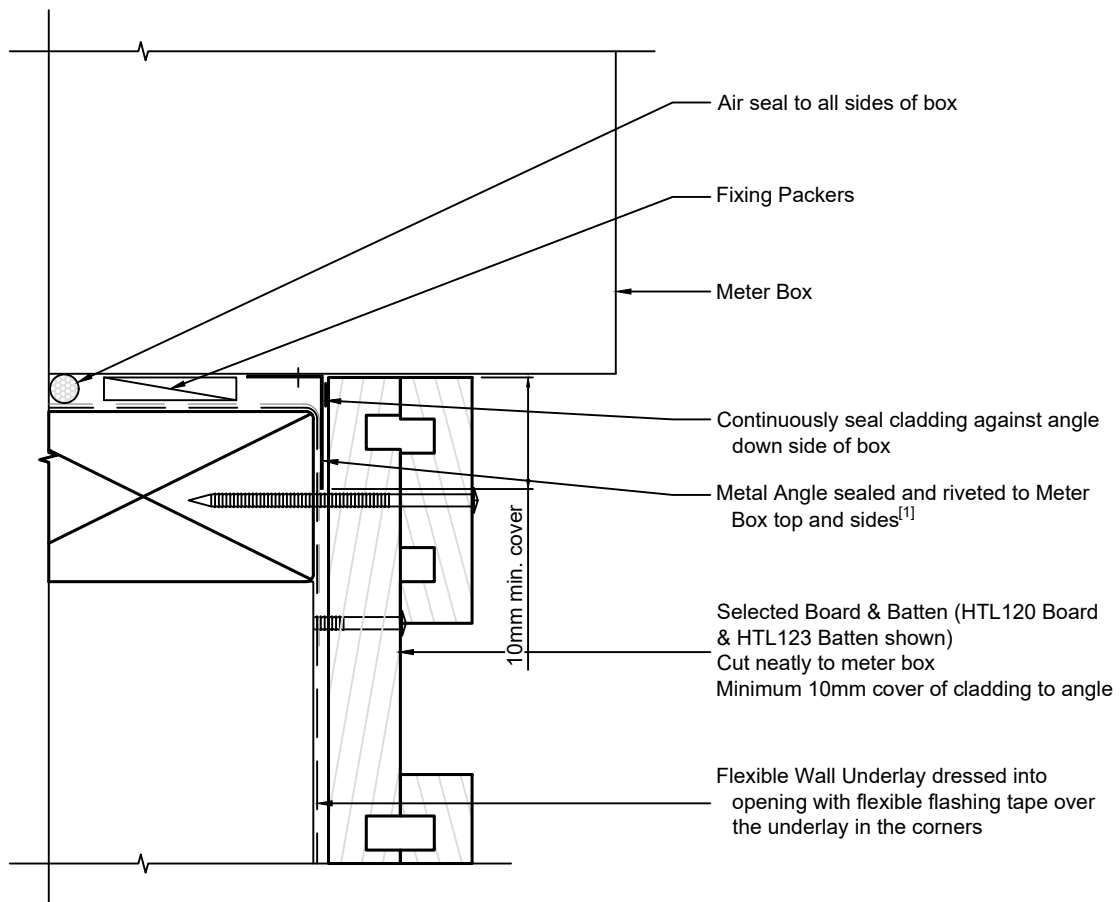 Air seal to all sides of box
Fixing Packers
Meter Box
Continuously seal cladding against angle
down side of box
Metal Angle sealed and riveted to Meter
Box top and sides[1]
10mm min. cover
Selected Board & Batten (HTL120 Board
& HTL123 Batten shown)
Cut neatly to meter box
Minimum 10mm cover of cladding to angle
Flexible Wall Underlay dressed into
opening with flexible flashing tape over
the underlay in the corners